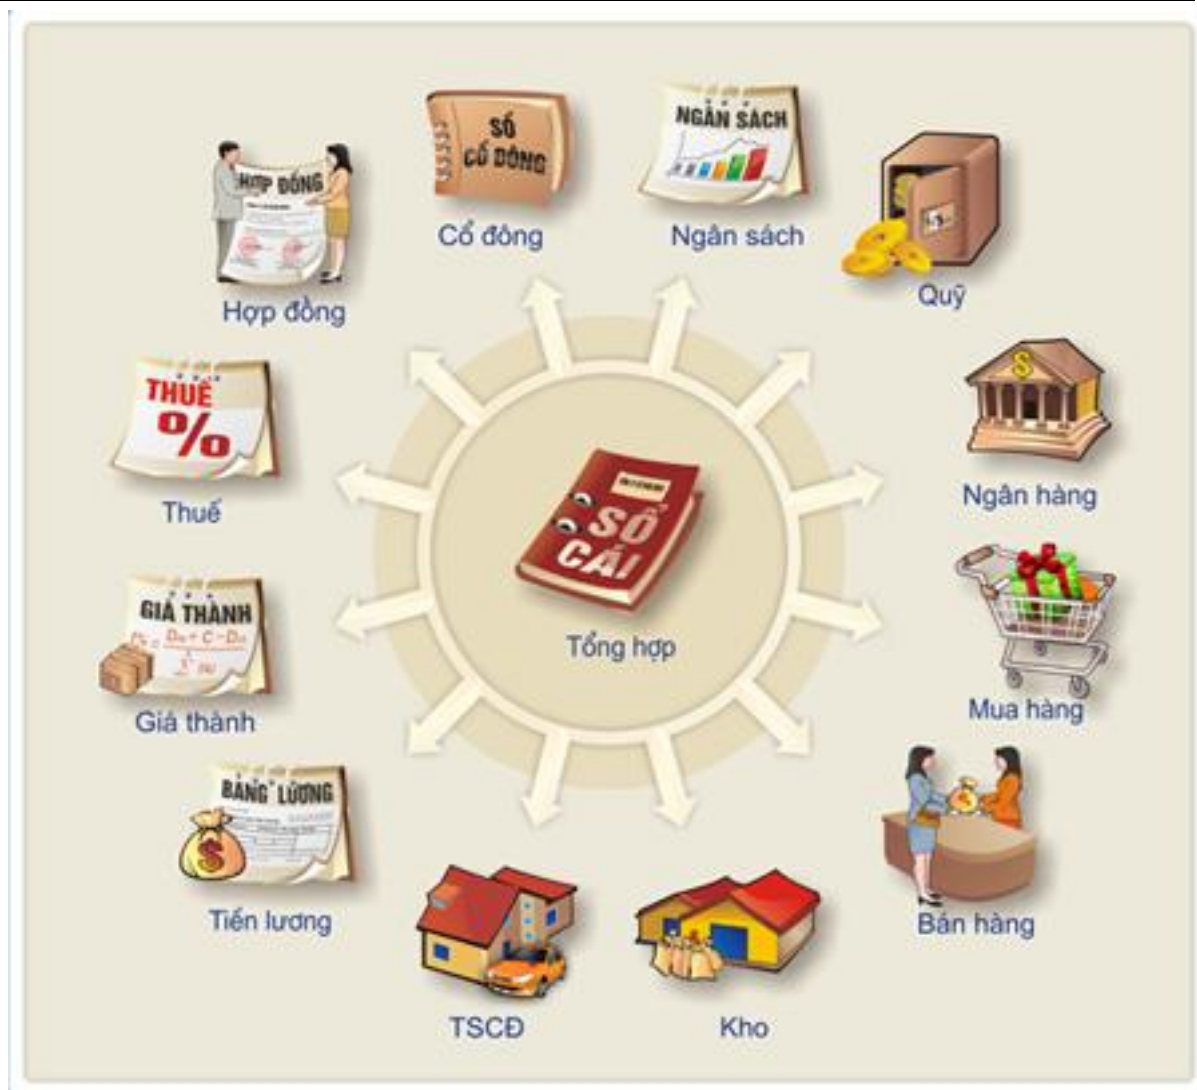 SỔ
CỔ ĐÔNG
Cổ đông
NGÂN SÁCH
Ngân sách
Quỹ
HỢP ĐỒNG
Hợp đồng
THUẾ
%
Thuế
$
Ngân hàng
SỔ
CÁI
Tổng hợp
GIÁ THÀNH
Giá thành
Mua hàng
BẢNG LƯƠNG
$
Tiền lương
Bán hàng
TSCĐ
Kho